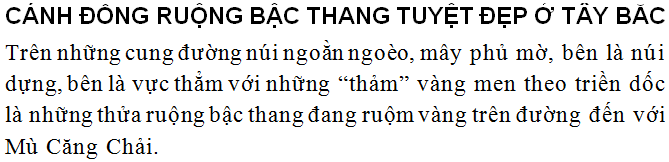 CÁNH ĐỒNG RUỘNG BẬC THANG TUYỆT ĐẸP Ở TÂY BẮC
Trên những cung đường núi ngoằn ngoèo, mây phủ mờ, bên là núi
dựng, bên là vực thẳm với những “thảm” vàng men theo triền dốc
là những thửa ruộng bậc thang đang ruộm vàng trên đường đến với
Mù Căng Chải.